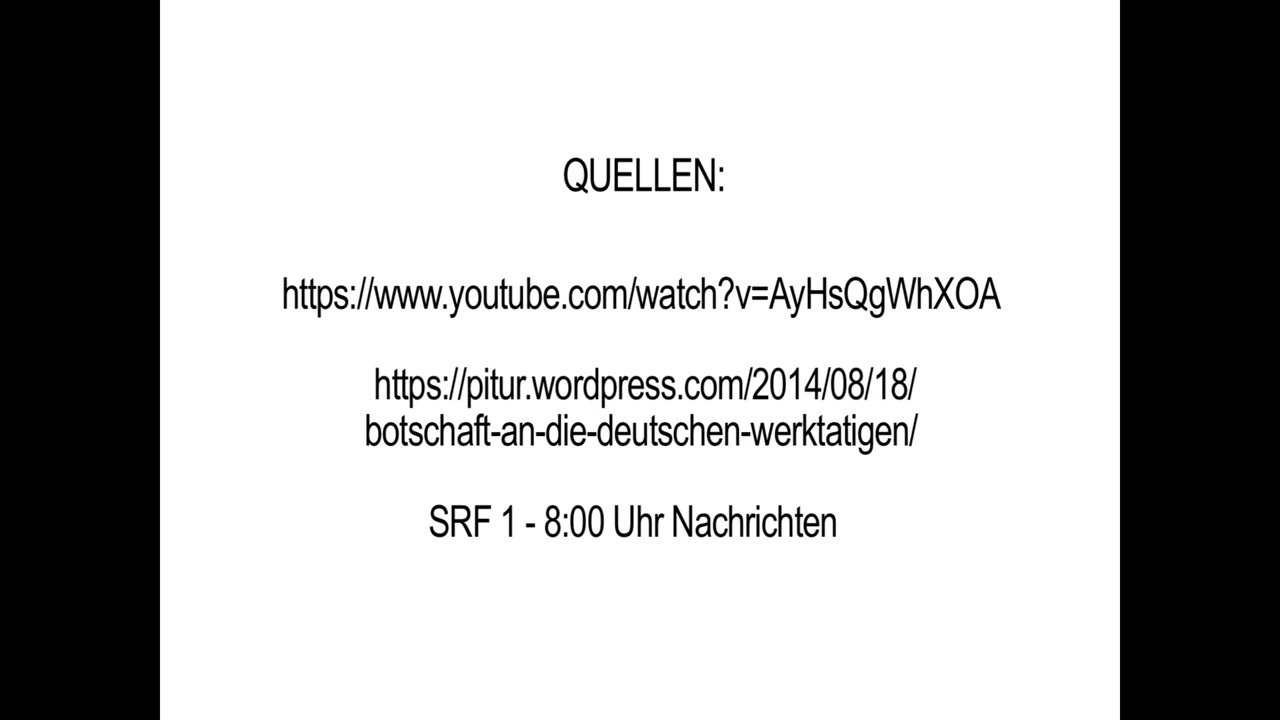 QUELLEN:
https://www.youtube.com/watch?v=AyHsQgWhXOA
https://pitur.wordpress.com/2014/08/18/
botschaft-an-die-deutschen-werktatigen/
SRF 1 - 8:00 Uhr Nachrichten